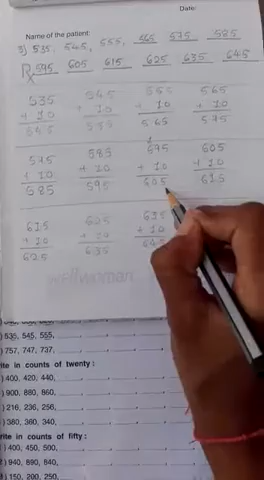 Date:
Name of the patient:
3) 535, 545, 555, 565 575 585
Rx 595 605 615 625 635 645
535 545 555 565
+ 10 + 10 + 10 + 10
545 565 575
575 585 595 605
+ 10 + 10 + 10 + 10
585 595 605 615
615 625 635
+ 10 + 10 + 10
625 635 645
wellwoman
) 535, 545, 555,
) 757, 747, 737,
rite in counts of twenty :
) 400, 420, 440,
) 900, 880, 860,
) 216, 236, 256,
) 380, 360, 340,
rite in counts of fifty :
) 400, 450, 500,
) 940, 890, 840,
) 150, 200, 250